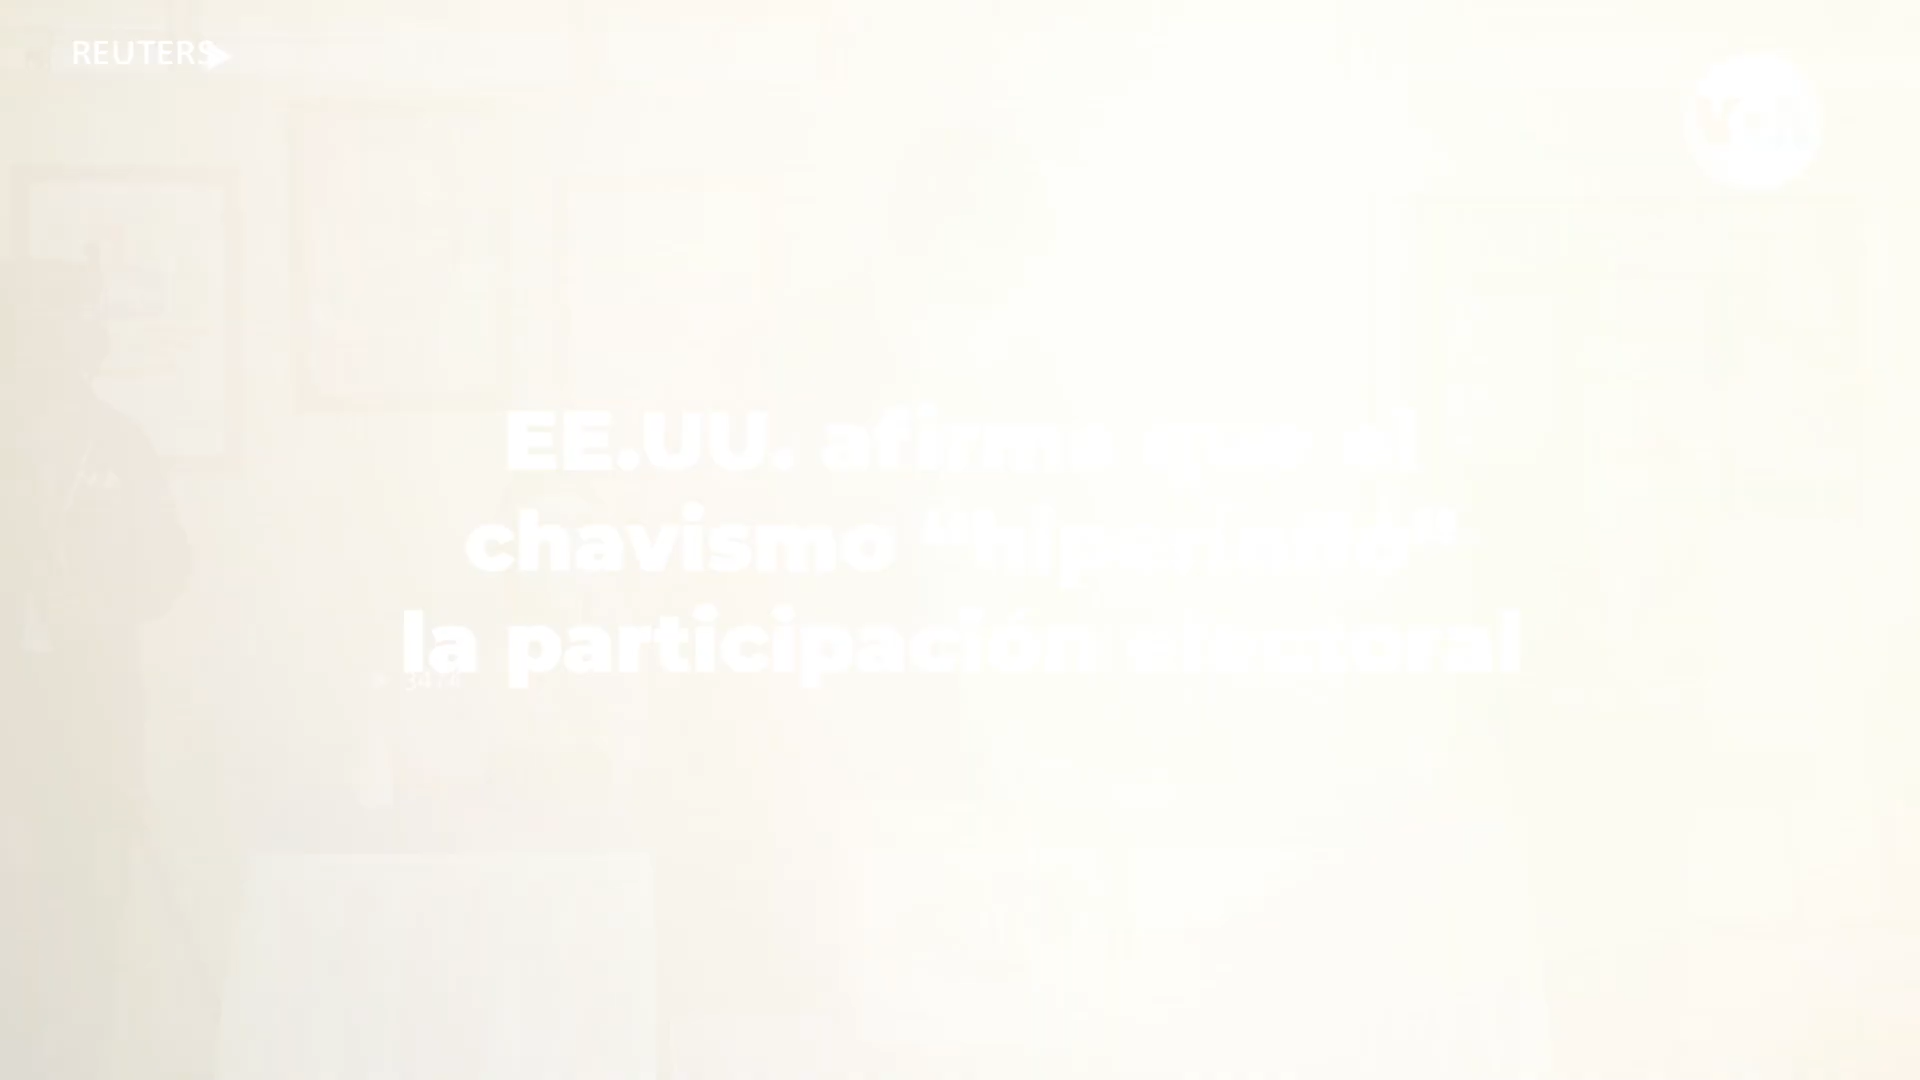 REUTERS
EE.UU. afirma que el
chavismo “hiperinfló”
la participación electoral